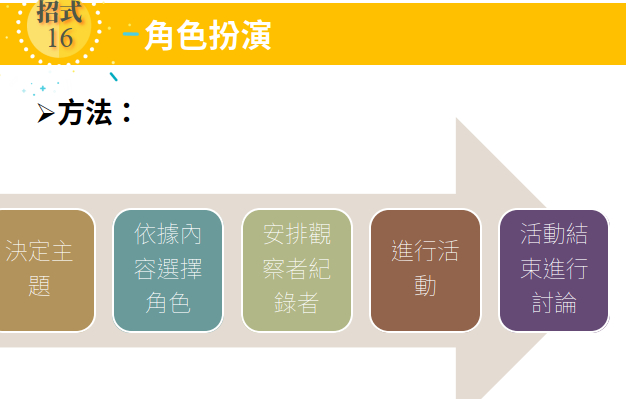 招式
16
角色扮演
➢方法：
決定主
題
依據內
容選擇
角色
安排觀
察者紀
錄者
進行活
動
活動結
束進行
討論